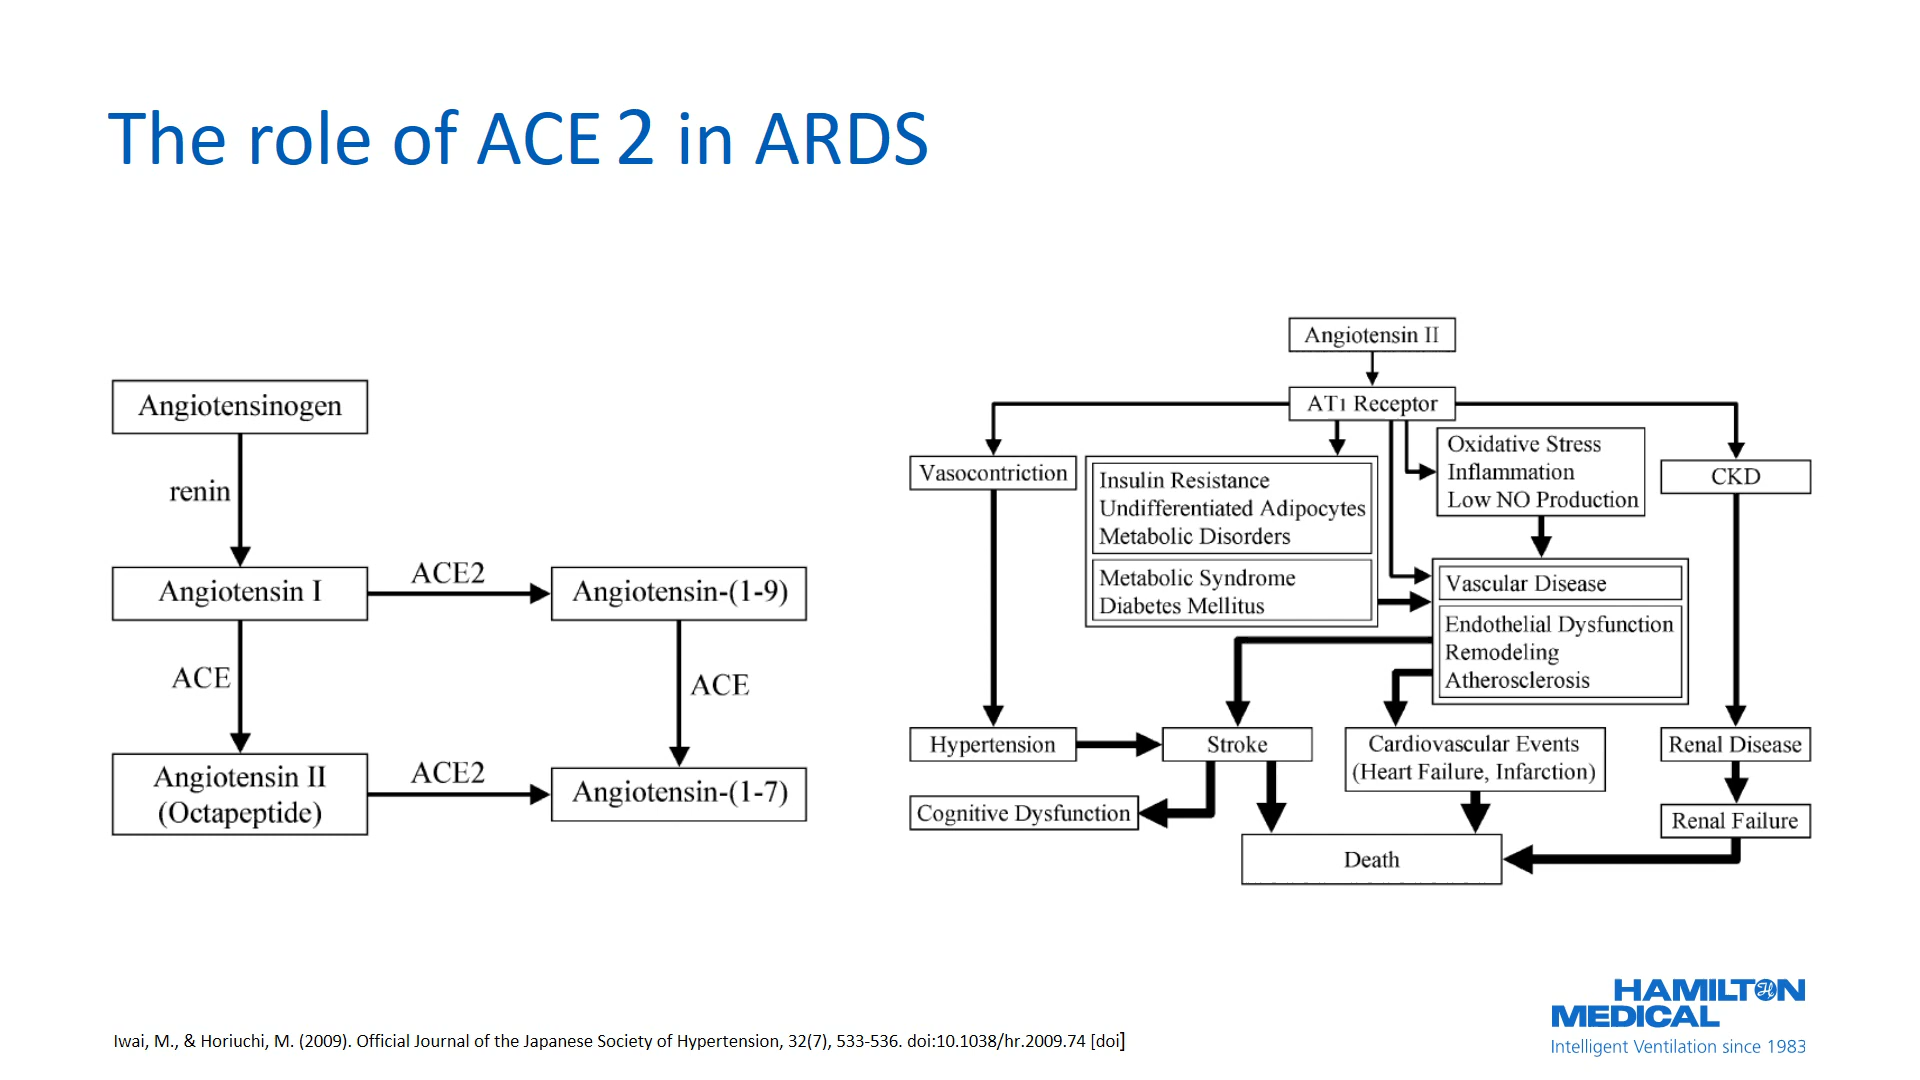 The role of ACE 2 in ARDS
Angiotensinogen
renin
Angiotensin I
ACE2
Angiotensin-(1-9)
ACE
ACE
Angiotensin II
(Octapeptide)
ACE2
Angiotensin-(1-7)
Angiotensin II
AT1 Receptor
Vasocontriction
Insulin Resistance
Undifferentiated Adipocytes
Metabolic Disorders
Metabolic Syndrome
Diabetes Mellitus
Oxidative Stress
Inflammation
Low NO Production
CKD
Vascular Disease
Endothelial Dysfunction
Remodeling
Atherosclerosis
Hypertension
Stroke
Cardiovascular Events
(Heart Failure, Infarction)
Renal Disease
Cognitive Dysfunction
Renal Failure
Death
Iwai, M., & Horiuchi, M. (2009). Official Journal of the Japanese Society of Hypertension, 32(7), 533-536. doi:10.1038/hr.2009.74 [doi]
HAMILTON
MEDICAL
Intelligent Ventilation since 1983